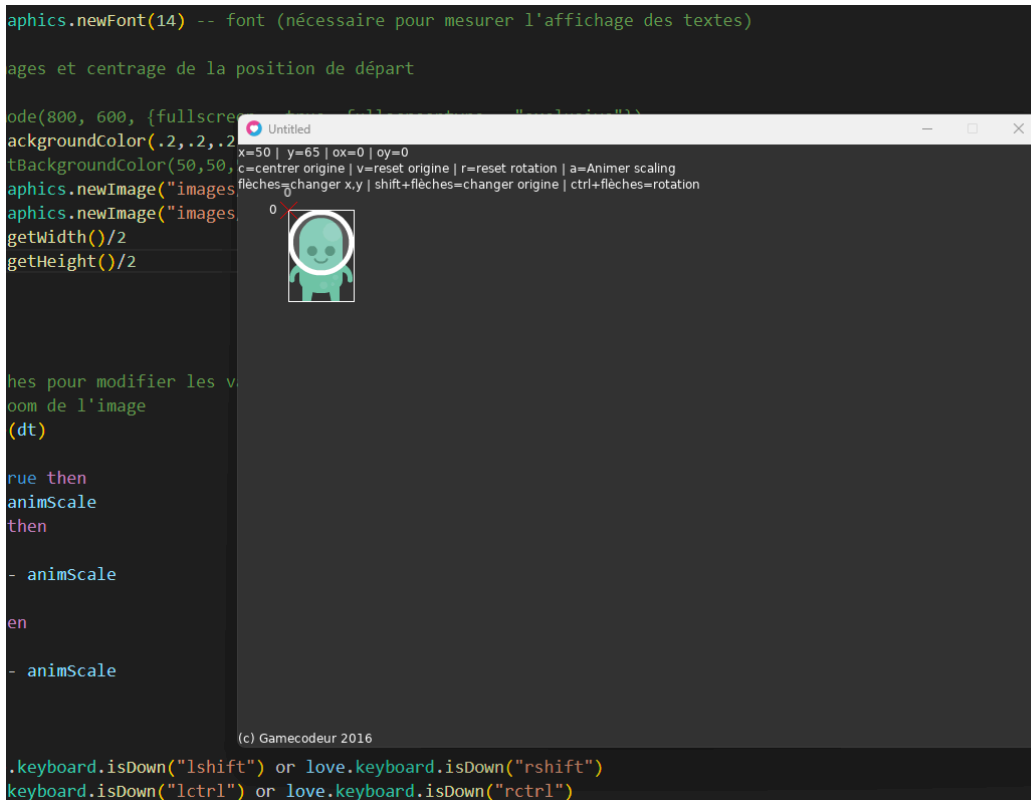 aphics.newFont(14) -- font (nécessaire pour mesurer l'affichage des textes)
ages et centrage de la position de départ
ode(800, 600, {fullscre
ackgroundColor(.2,.2,.2
tBackgroundColor(50,50,
aphics.newImage("images
aphics.newImage("images
getWidth()/2
getHeight()/2
hes pour modifier les v
oom de l'image
(dt)
rue then
animScale
then
- animScale
en
- animScale
.keyboard.isDown("lshift") or love.keyboard.isDown("rshift")
keyboard.isDown("lctrl") or love.keyboard.isDown("rctrl")
Untitled
x=50 | y=65 | ox=0 | oy=0
c=centrer origine | v=reset origine | r=reset rotation | a=Animer scaling
flèches=changer x,y | shift+flèches=changer origine | ctrl+flèches=rotation
0
0
(c) Gamecodeur 2016